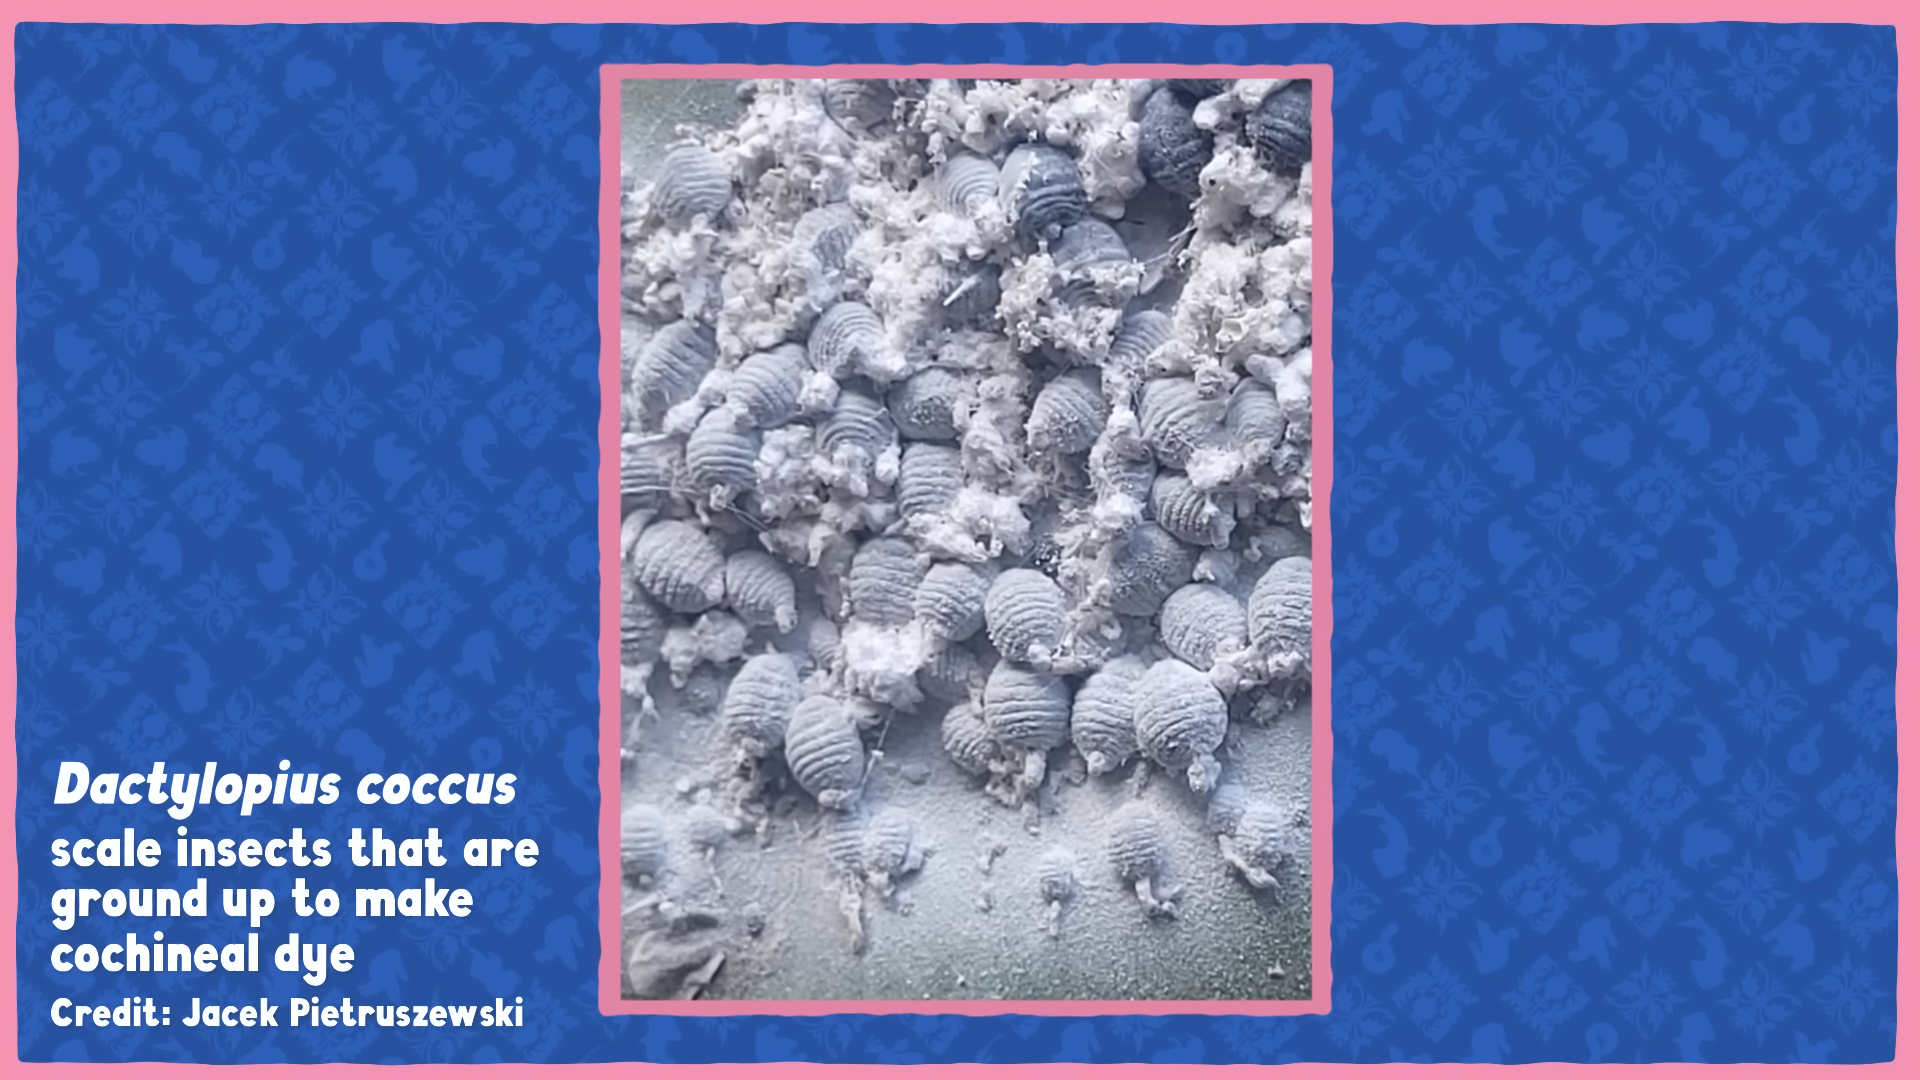 Dactylopius coccus
scale insects that are
ground up to make
cochineal dye
Credit: Jacek Pietruszewski